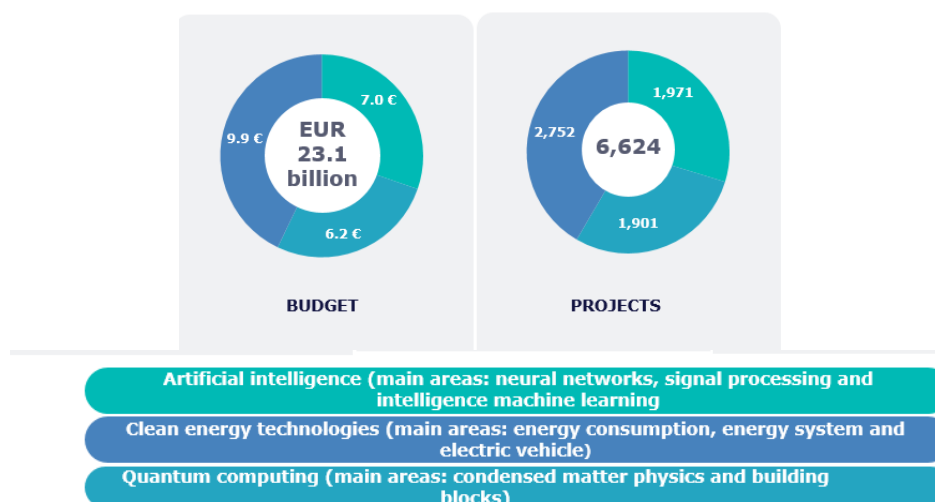 7.0 €
9.9 €
EUR
23.1
billion
6.2 €
BUDGET
1,971
2,752
6,624
1,901
PROJECTS
Artificial intelligence (main areas: neural networks, signal processing and
intelligence machine learning
Clean energy technologies (main areas: energy consumption, energy system and
electric vehicle)
Quantum computing (main areas: condensed matter physics and building
blocks)